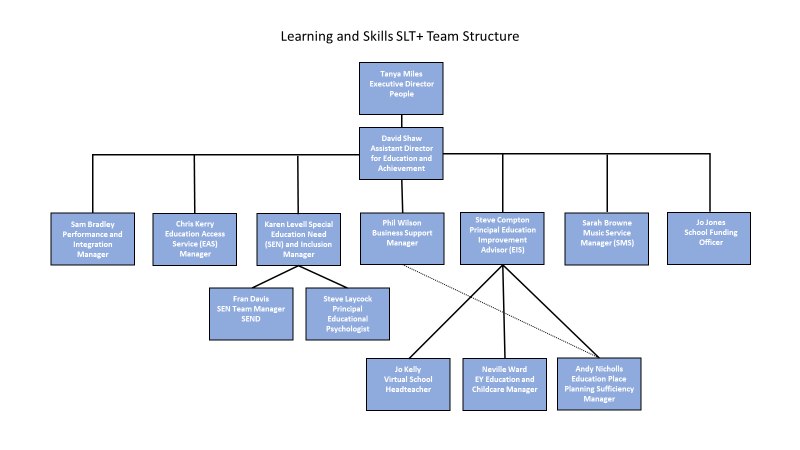 Learning and Skills SLT+ Team Structure
Tanya Miles
Executive Director
People
David Shaw
Assistant Director
for Education and
Achievement
Sam Bradley
Performance and
Integration
Manager
Chris Kerry
Education Access
Service (EAS)
Manager
Karen Levell Special
Education Need
(SEN) and Inclusion
Manager
Phil Wilson
Business Support
Manager
Steve Compton
Principal Education
Improvement
Advisor (EIS)
Sarah Browne
Music Service
Manager (SMS)
Jo Jones
School Funding
Officer
Fran Davis
SEN Team Manager
SEND
Steve Laycock
Principal
Educational
Psychologist
Jo Kelly
Virtual School
Headteacher
Neville Ward
EY Education and
Childcare Manager
Andy Nicholls
Education Place
Planning Sufficiency
Manager